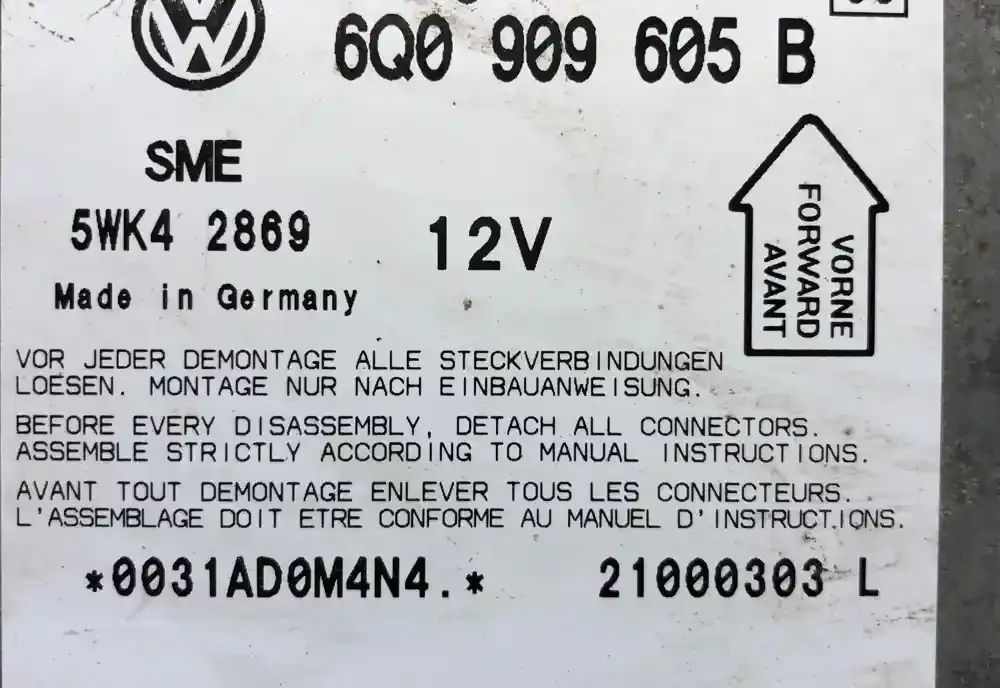 6Q0 909 605 B
SME
5WK4 2869
12V
Made in Germany
VORNE
FORWARD
AVANT
VOR JEDER DEMONTAGE ALLE STECKVERBINDUNGEN
LOESEN. MONTAGE NUR NACH EINBAUANWEISUNG.
BEFORE EVERY DISASSEMBLY, DETACH ALL CONNECTORS.
ASSEMBLE STRICTLY ACCORDING TO MANUAL INSTRUCTIONS.
AVANT TOUT DEMONTAGE ENLEVER TOUS LES CONNECTEURS.
L'ASSEMBLAGE DOIT ETRE CONFORME AU MANUEL D'INSTRUCTIONS.
*0031AD0M4N4.*
21000303 L